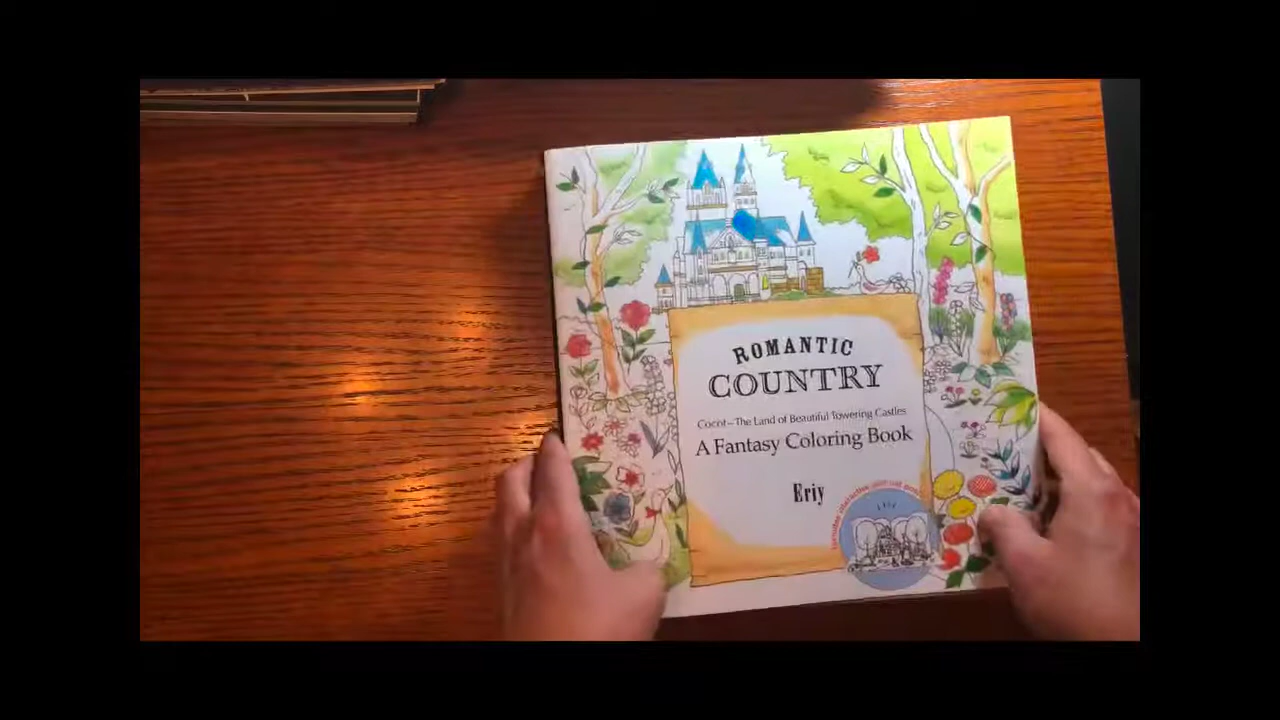 ROMANTIC
COUNTRY
Cocot—The Land of Beautiful Towering Castles
A Fantasy Coloring Book
Eriy